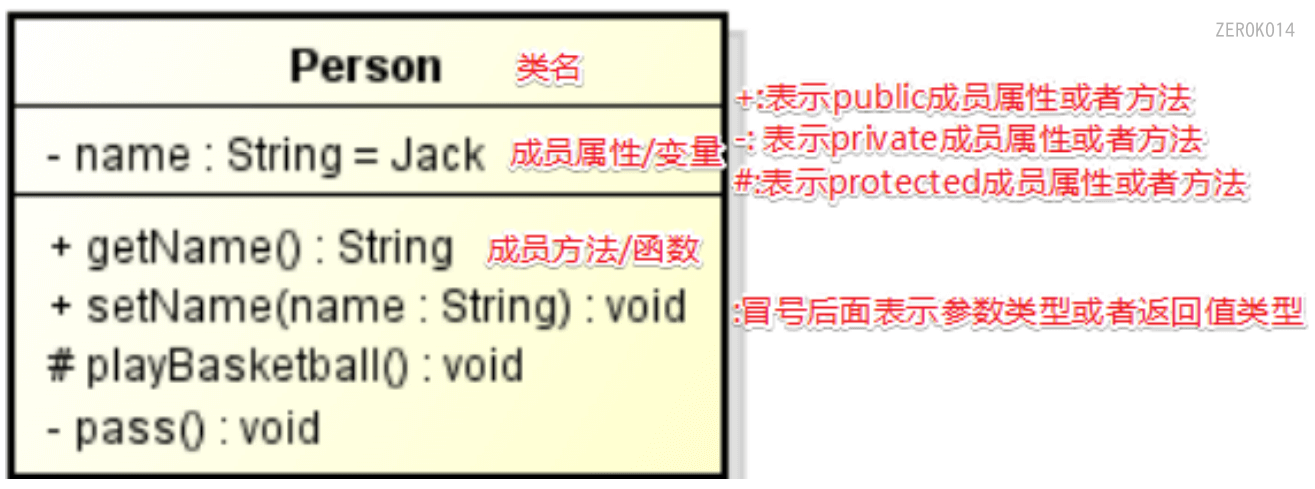 ZEROK014
Person 类名
+:表示public成员属性或者方法
- name : String = Jack 成员属性/变量
-: 表示private成员属性或者方法
#:表示protected成员属性或者方法
+ getName() : String 成员方法/函数
+ setName(name : String) : void
:冒号后面表示参数类型或者返回值类型
# playBasketball() : void
- pass() : void